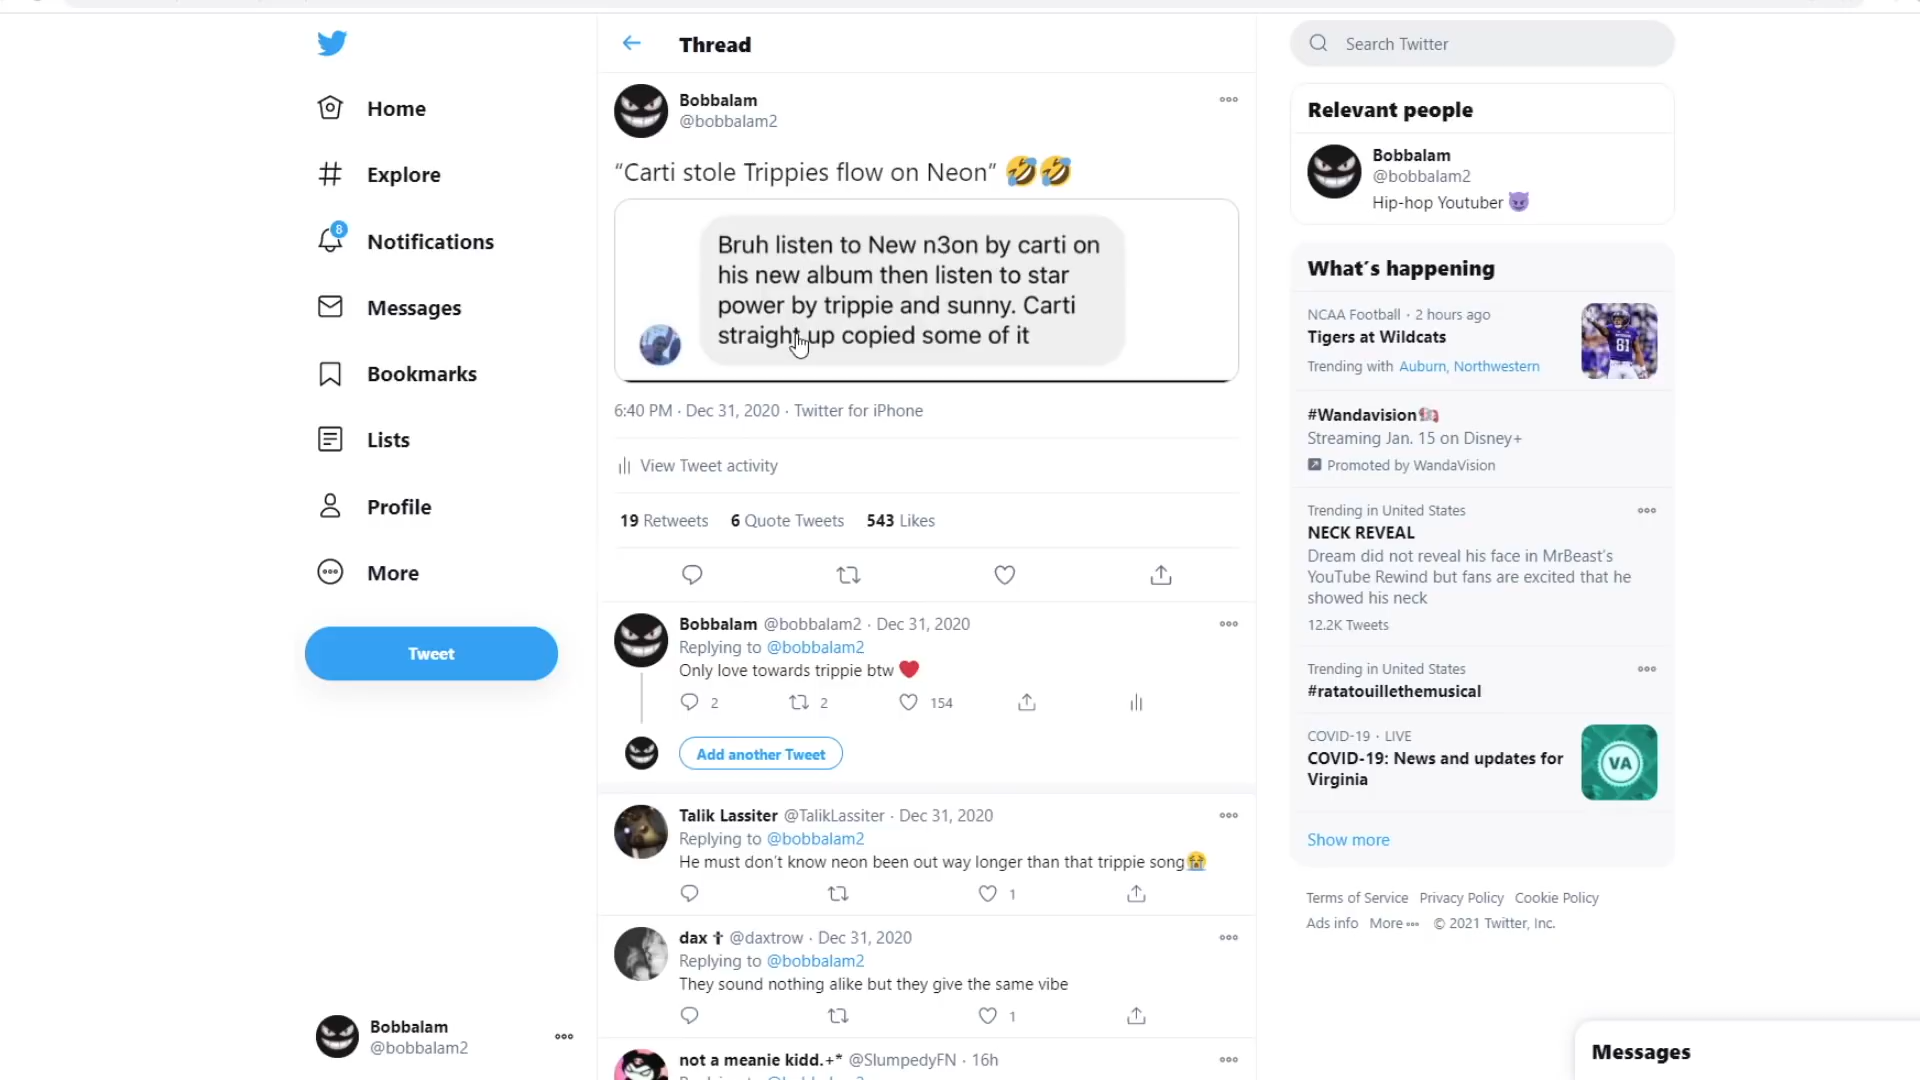 Home
Explore
8
Notifications
Messages
Bookmarks
Lists
Profile
More
Tweet
Bobbalam
@bobbalam2
Thread
Bobbalam
@bobbalam2
“Carti stole Trippies flow on Neon” 🤣🤣
Bruh listen to New n3on by carti on
his new album then listen to star
power by trippie and sunny. Carti
straight up copied some of it
6:40 PM · Dec 31, 2020 · Twitter for iPhone
View Tweet activity
19 Retweets 6 Quote Tweets 543 Likes
Bobbalam @bobbalam2 · Dec 31, 2020
Replying to @bobbalam2
Only love towards trippie btw ❤️
2 2 154
Add another Tweet
Talik Lassiter @TalikLassiter · Dec 31, 2020
Replying to @bobbalam2
He must don’t know neon been out way longer than that trippie song😭
1
dax ✝ @daxtrow · Dec 31, 2020
Replying to @bobbalam2
They sound nothing alike but they give the same vibe
1
not a meanie kidd.+* @SlumpedyFN · 16h
Search Twitter
Relevant people
Bobbalam
@bobbalam2
Hip-hop Youtuber 😈
What´s happening
NCAA Football · 2 hours ago
Tigers at Wildcats
Trending with Auburn, Northwestern
81
#Wandavision
Streaming Jan. 15 on Disney+
Promoted by WandaVision
Trending in United States
NECK REVEAL
Dream did not reveal his face in MrBeast’s
YouTube Rewind but fans are excited that he
showed his neck
12.2K Tweets
Trending in United States
#ratatouillethemusical
COVID-19 · LIVE
COVID-19: News and updates for
Virginia
VA
Show more
Terms of Service Privacy Policy Cookie Policy
Ads info More ··· © 2021 Twitter, Inc.
Messages